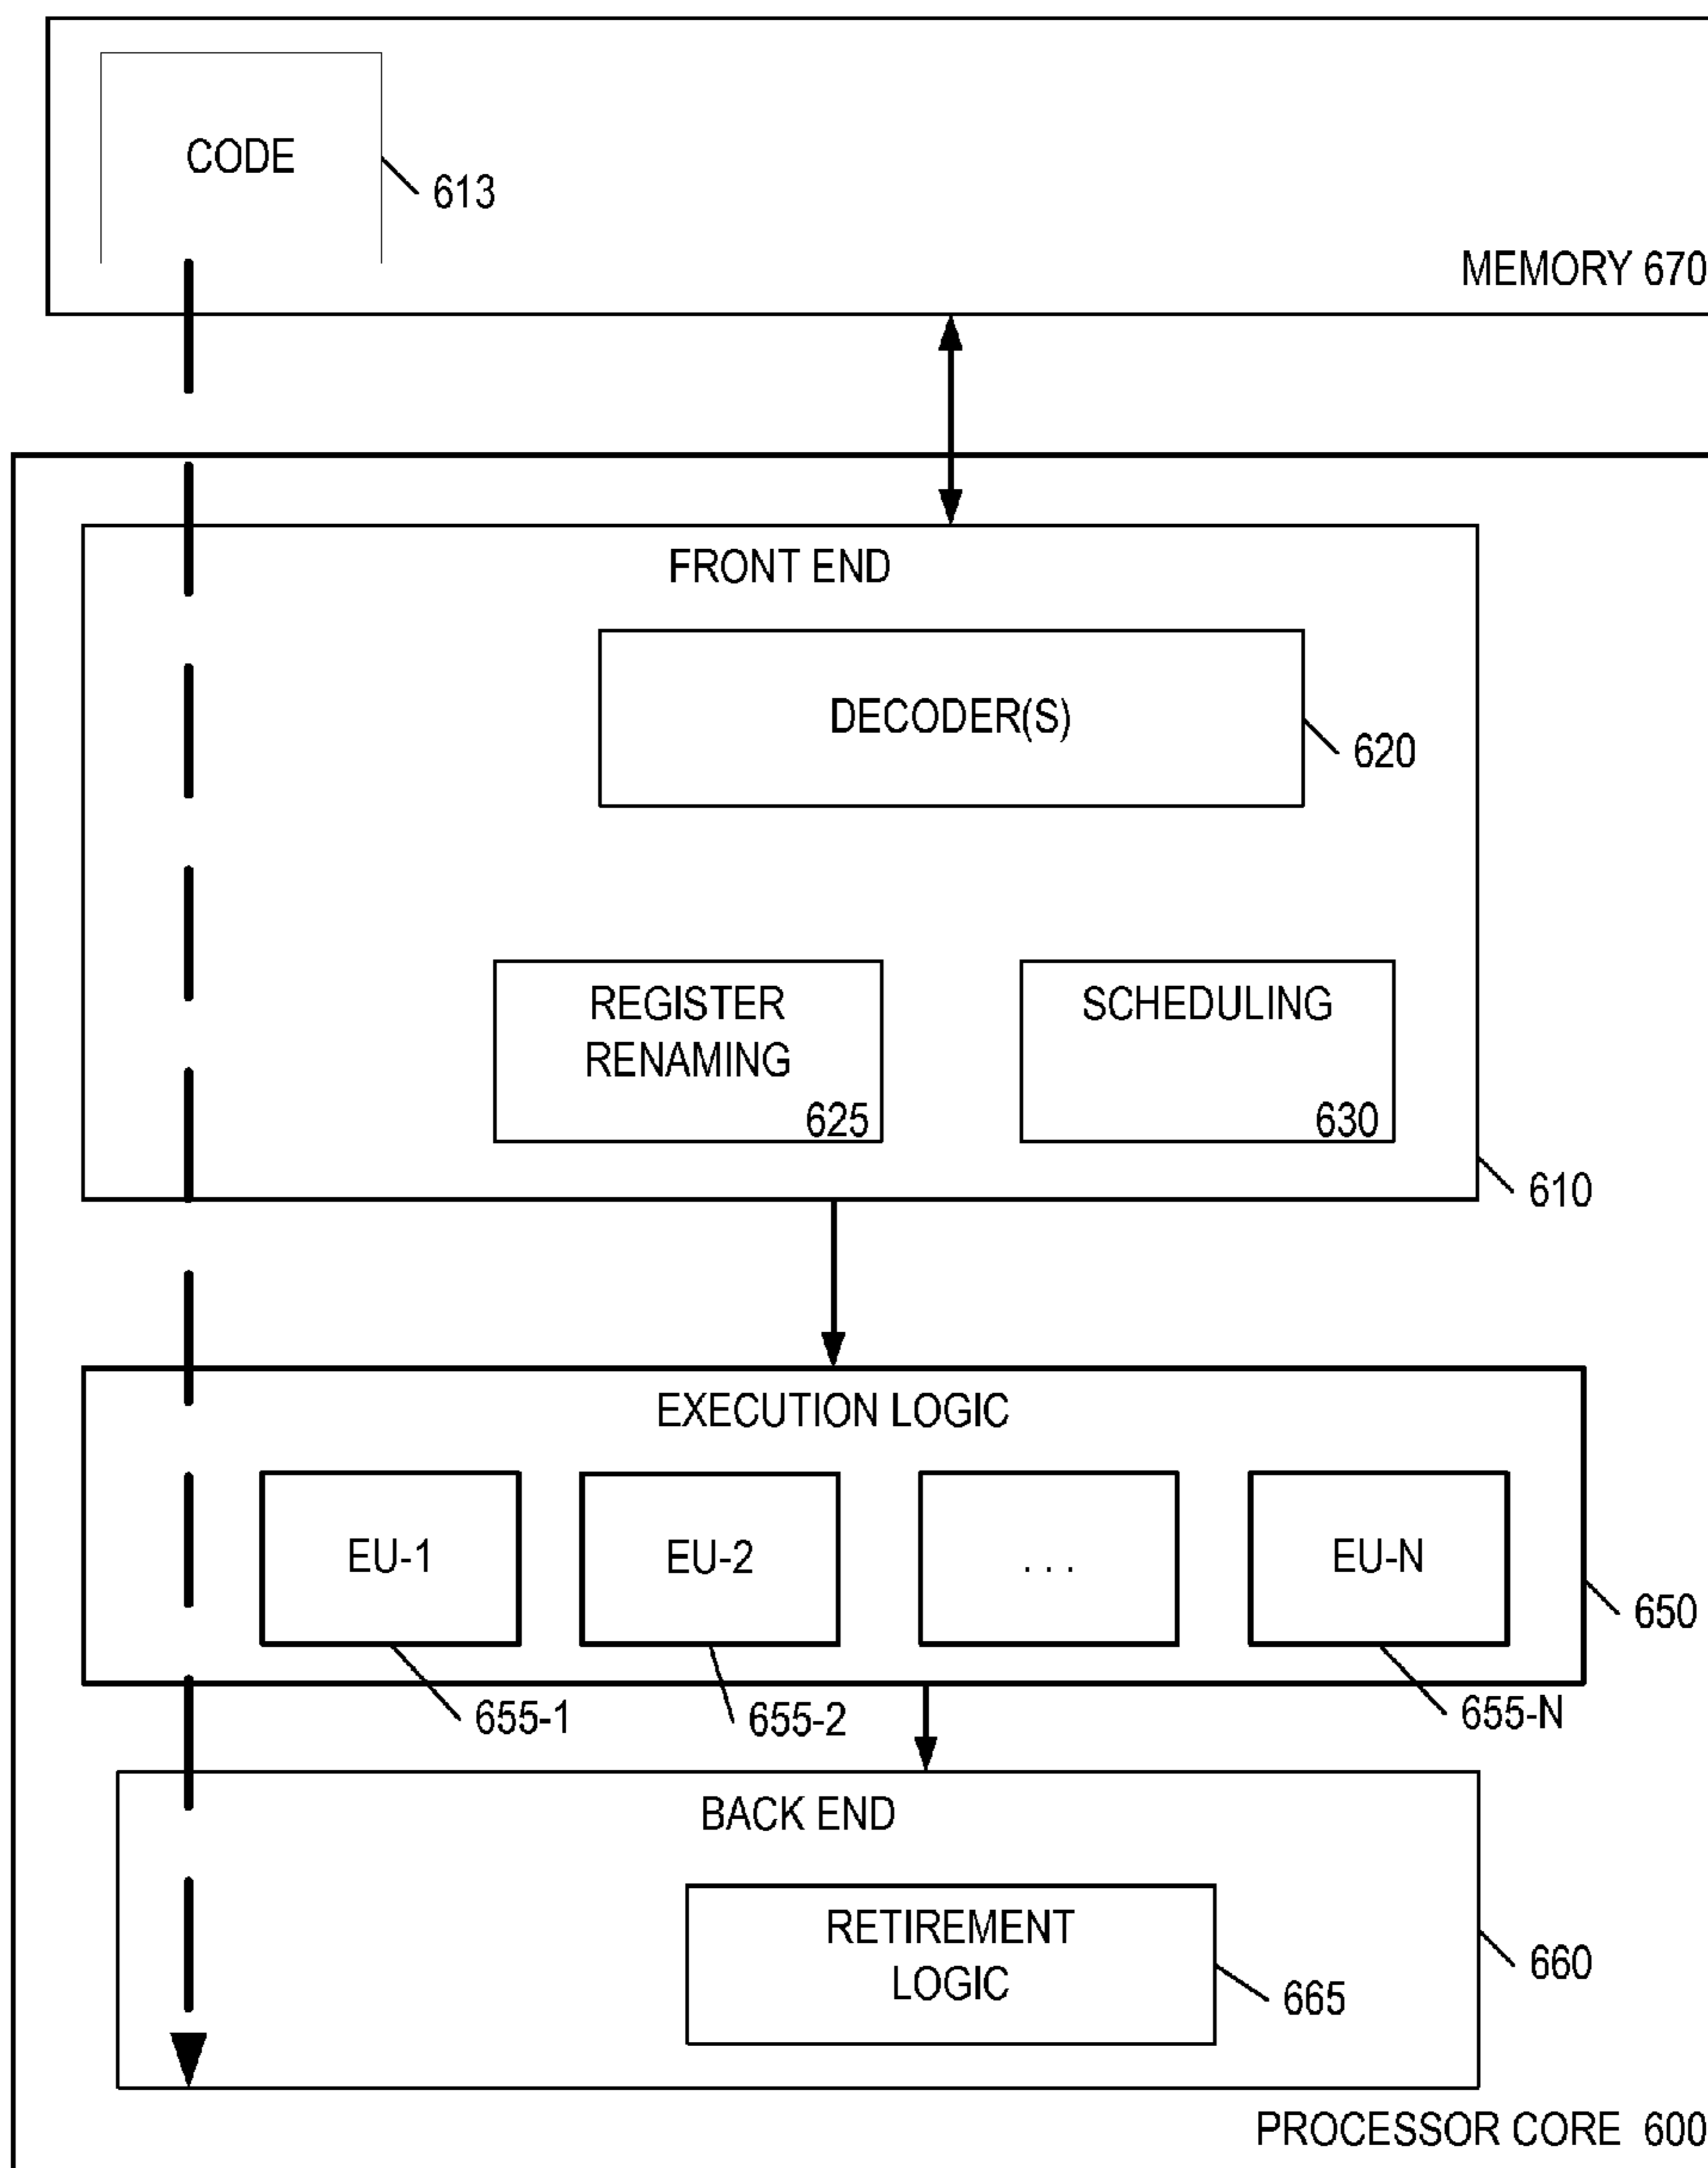 CODE
613
MEMORY 670
FRONT END
DECODER(S)
620
REGISTER
RENAMING
625
SCHEDULING
630
610
EXECUTION LOGIC
EU-1
EU-2
. . .
EU-N
650
655-1
655-2
655-N
BACK END
RETIREMENT
LOGIC
665
660
PROCESSOR CORE 600